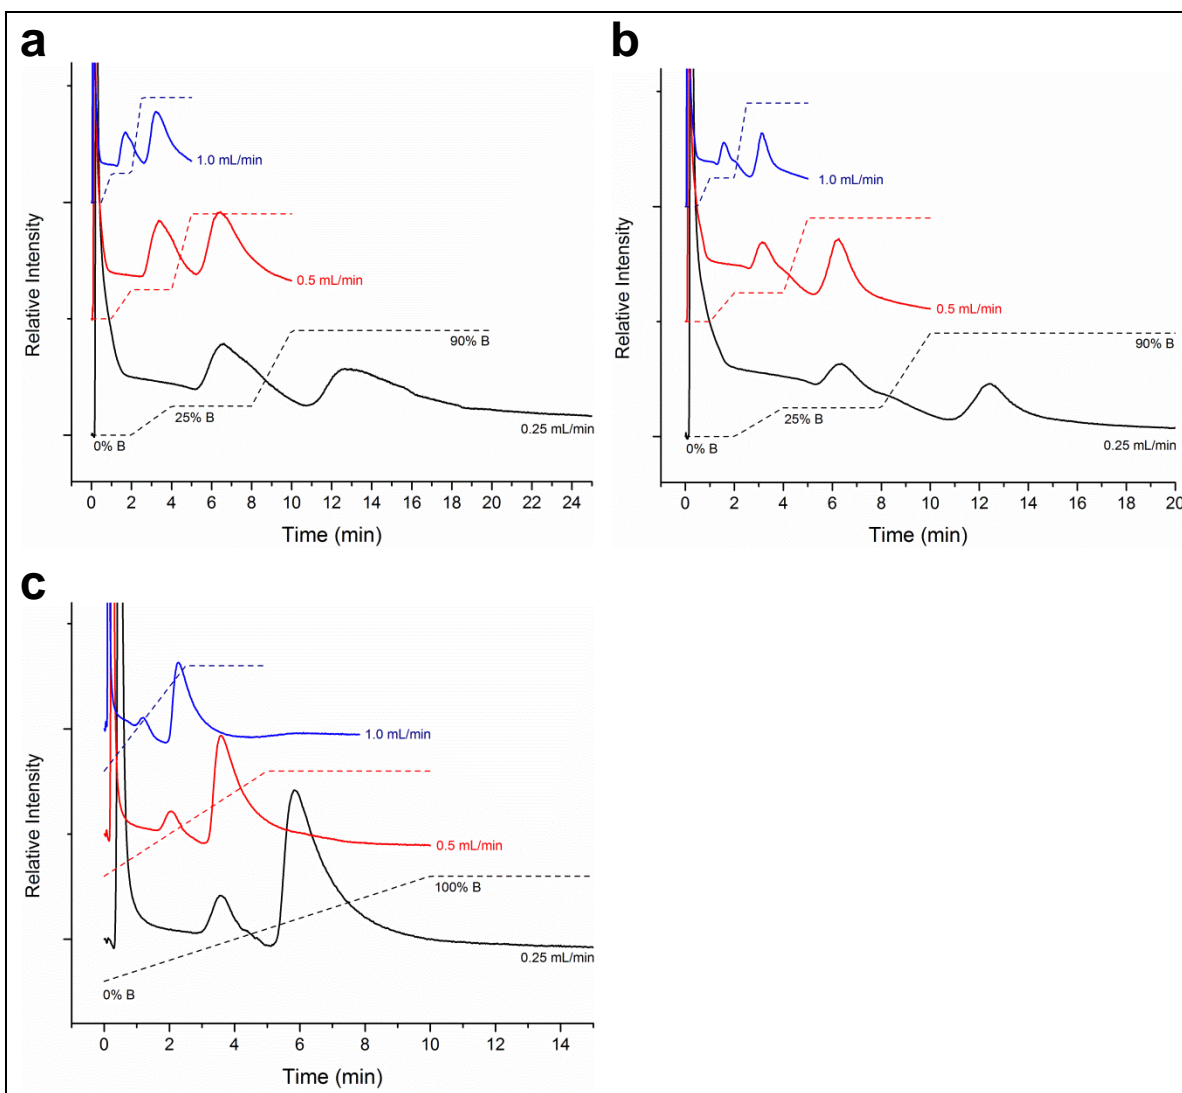 a
Relative Intensity
1.0 mL/min
0.5 mL/min
90% B
25% B
0% B
0.25 mL/min
0 2 4 6 8 10 12 14 16 18 20 22 24
Time (min)
b
Relative Intensity
1.0 mL/min
0.5 mL/min
90% B
25% B
0% B
0.25 mL/min
0 2 4 6 8 10 12 14 16 18 20
Time (min)
c
Relative Intensity
1.0 mL/min
0.5 mL/min
100% B
0.25 mL/min
0% B
0 2 4 6 8 10 12 14
Time (min)